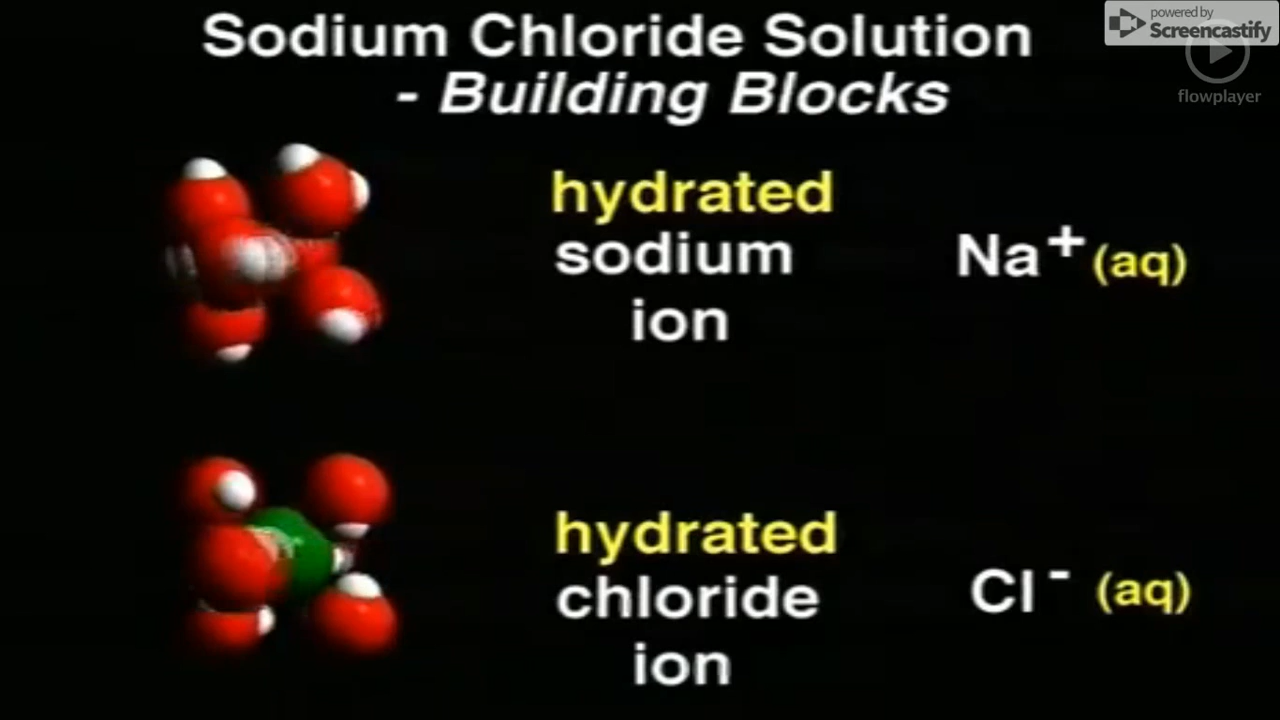 Sodium Chloride Solution
- Building Blocks
powered by
Screencastify
flowplayer
hydrated
sodium
ion
Na⁺(aq)
hydrated
chloride
ion
Cl⁻ (aq)